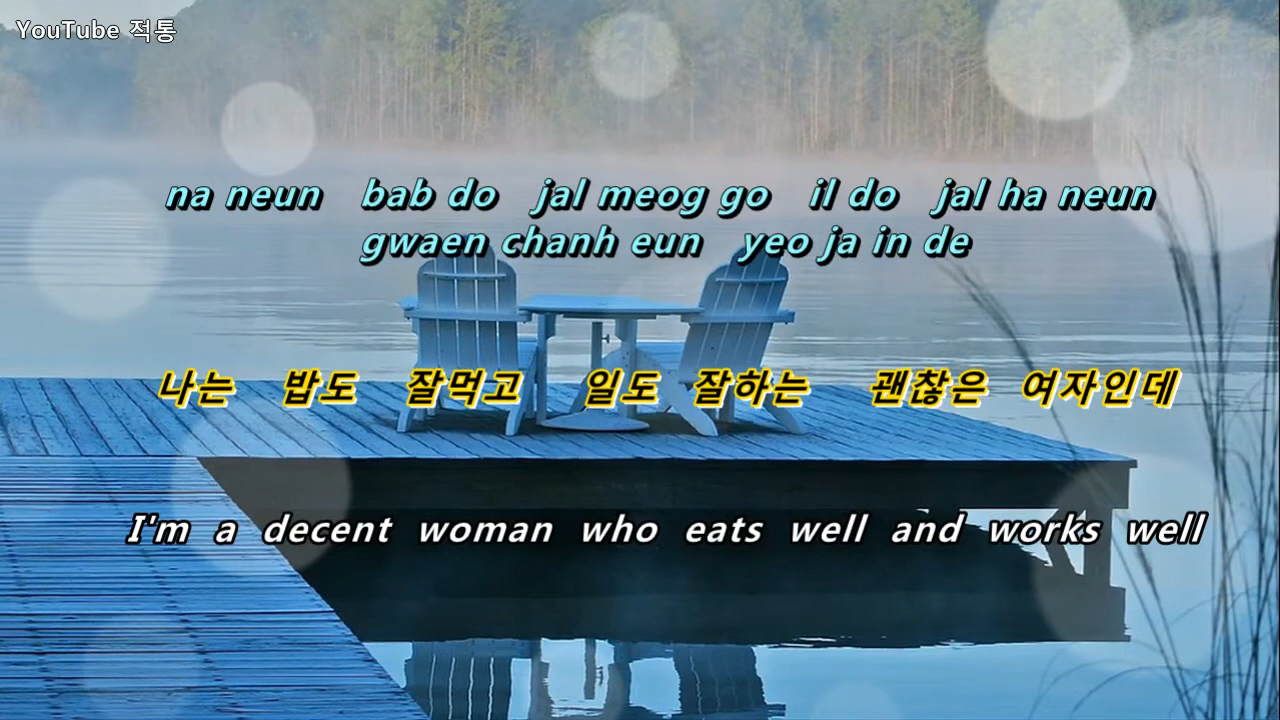 YouTube 적통
na neun bab do jal meog go il do jal ha neun
gwaen chanh eun yeo ja in de
나는 밥도 잘먹고 일도 잘하는 괜찮은 여자인데
I'm a decent woman who eats well and works well